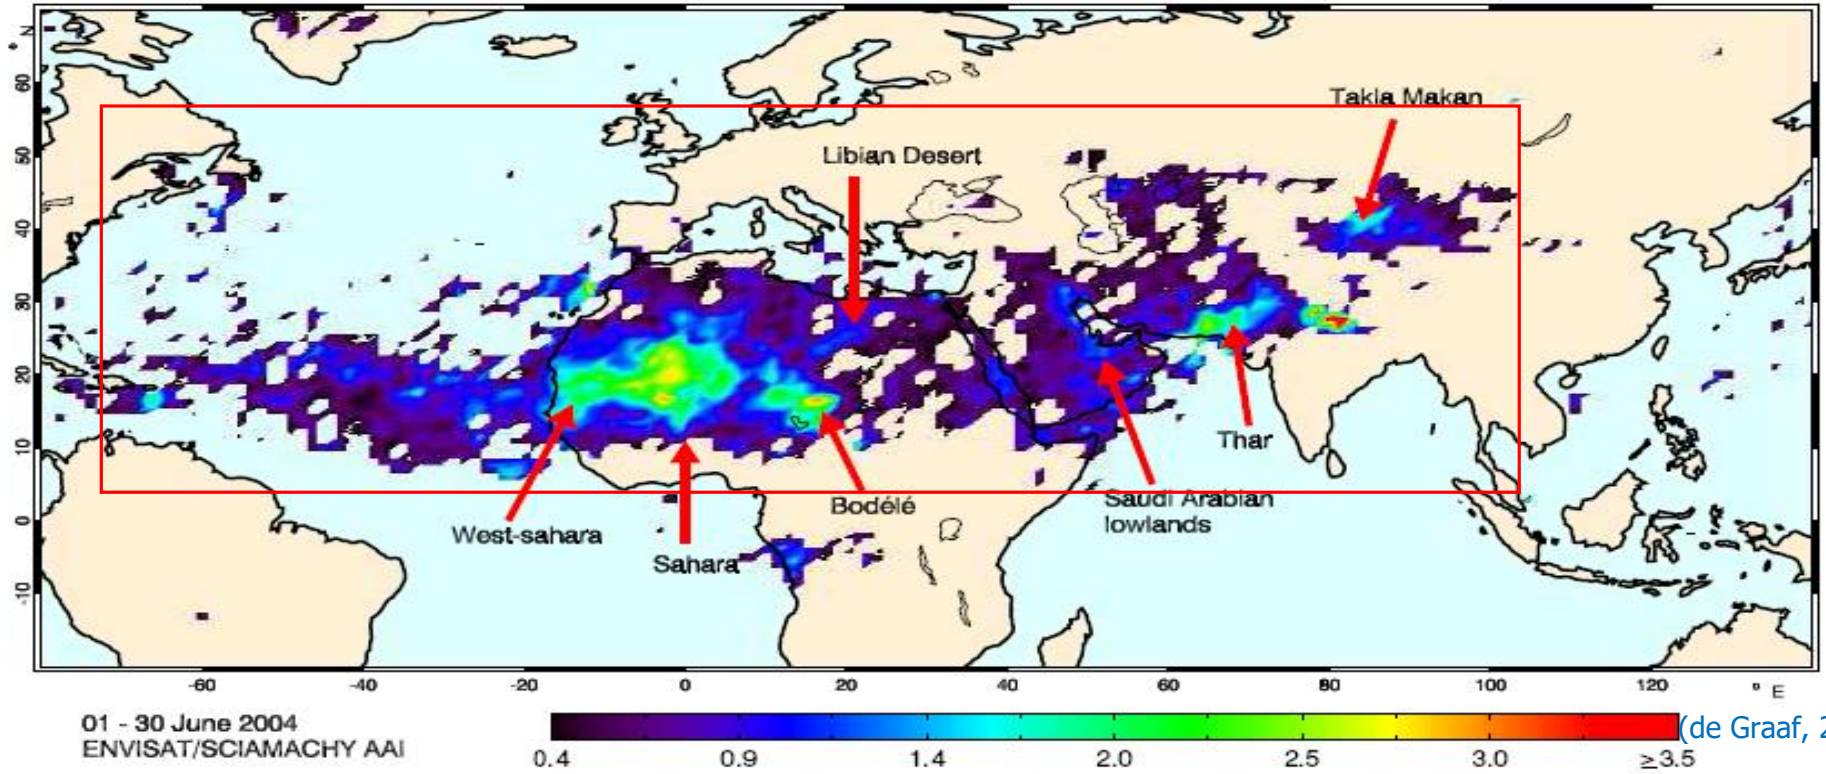 ° N
60
50
40
30
20
10
0
-10
Takla Makan
Libian Desert
Thar
Saudi Arabian
lowlands
Bodélé
West-sahara
Sahara
-60 -40 -20 0 20 40 60 80 100 120 ° E
01 - 30 June 2004
ENVISAT/SCIAMACHY AAI
0.4 0.9 1.4 2.0 2.5 3.0 ≥3.5
(de Graaf, 2